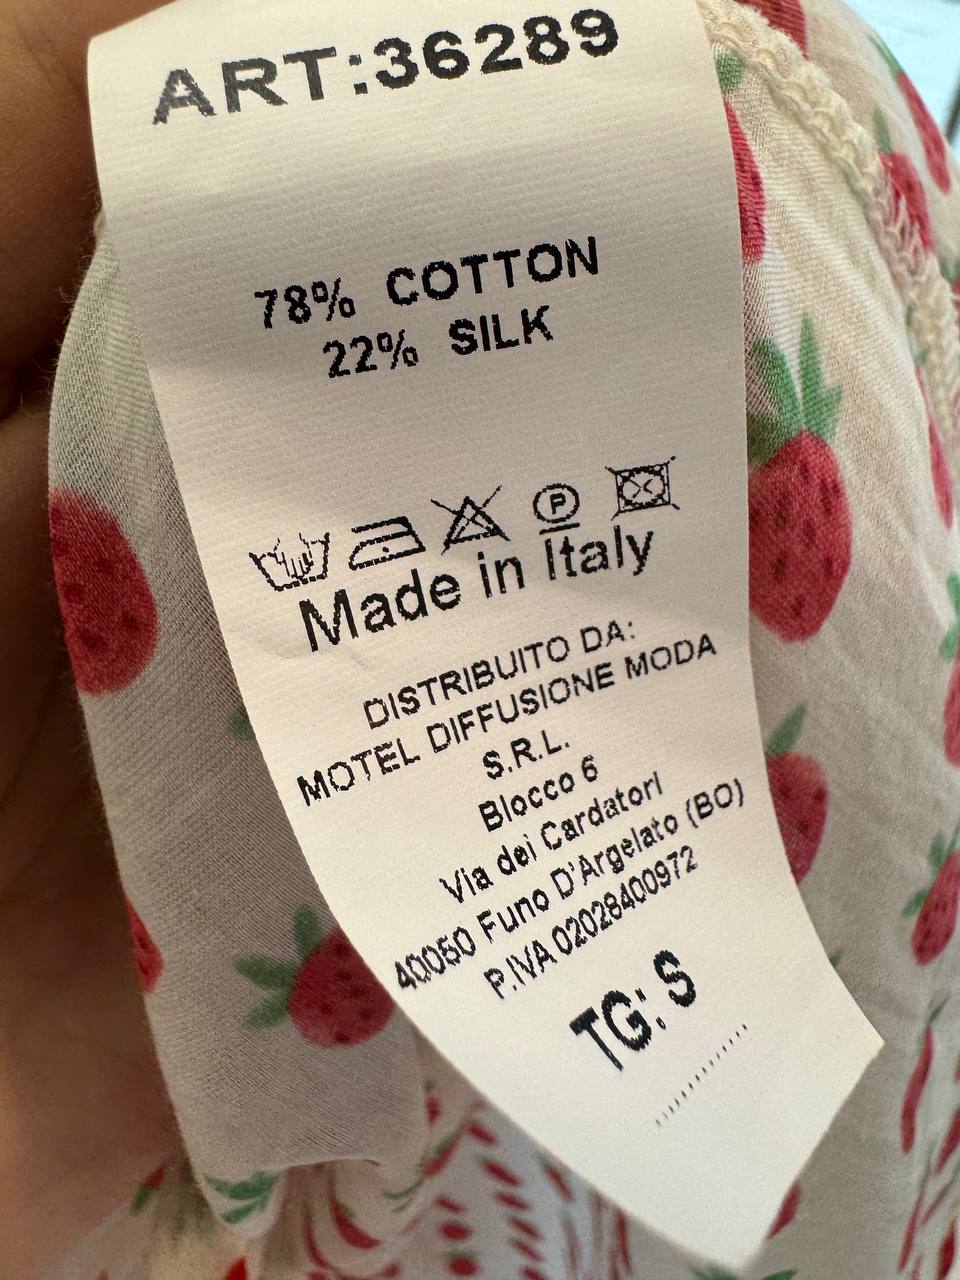 ART:36289
78% COTTON
22% SILK
P
Made in Italy
DISTRIBUITO DA:
MOTEL DIFFUSIONE MODA
S.R.L.
Blocco 6
Via dei Cardatori
40050 Funo D'Argelato (BO)
P.IVA 02028400972
TG: S